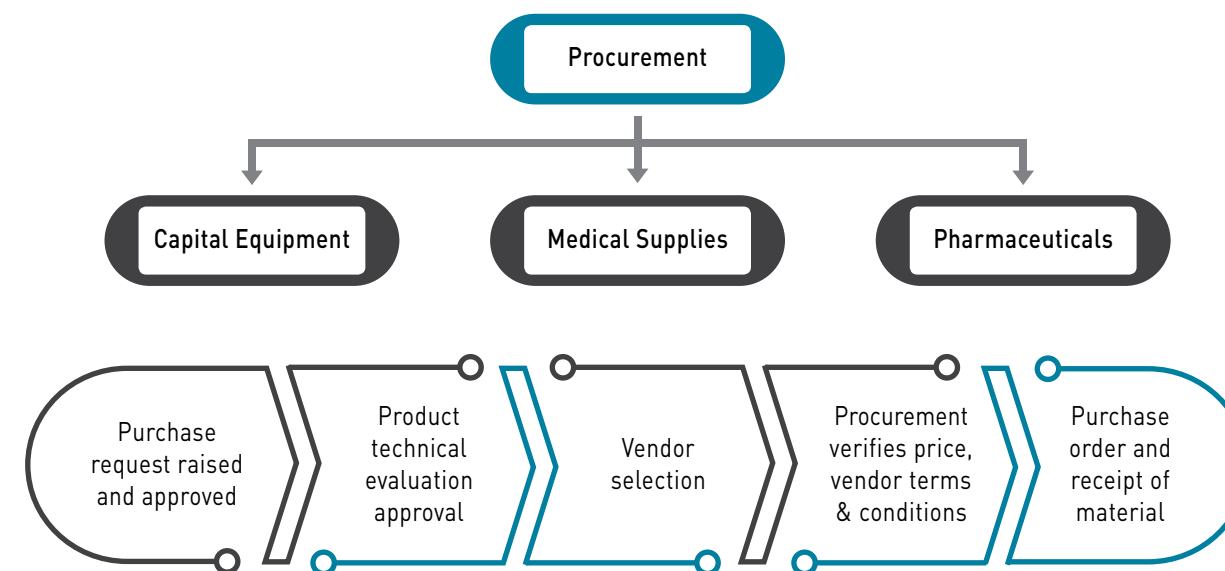 Procurement
Capital Equipment
Medical Supplies
Pharmaceuticals
Purchase
request raised
and approved
Product
technical
evaluation
approval
Vendor
selection
Procurement
verifies price,
vendor terms
& conditions
Purchase
order and
receipt of
material